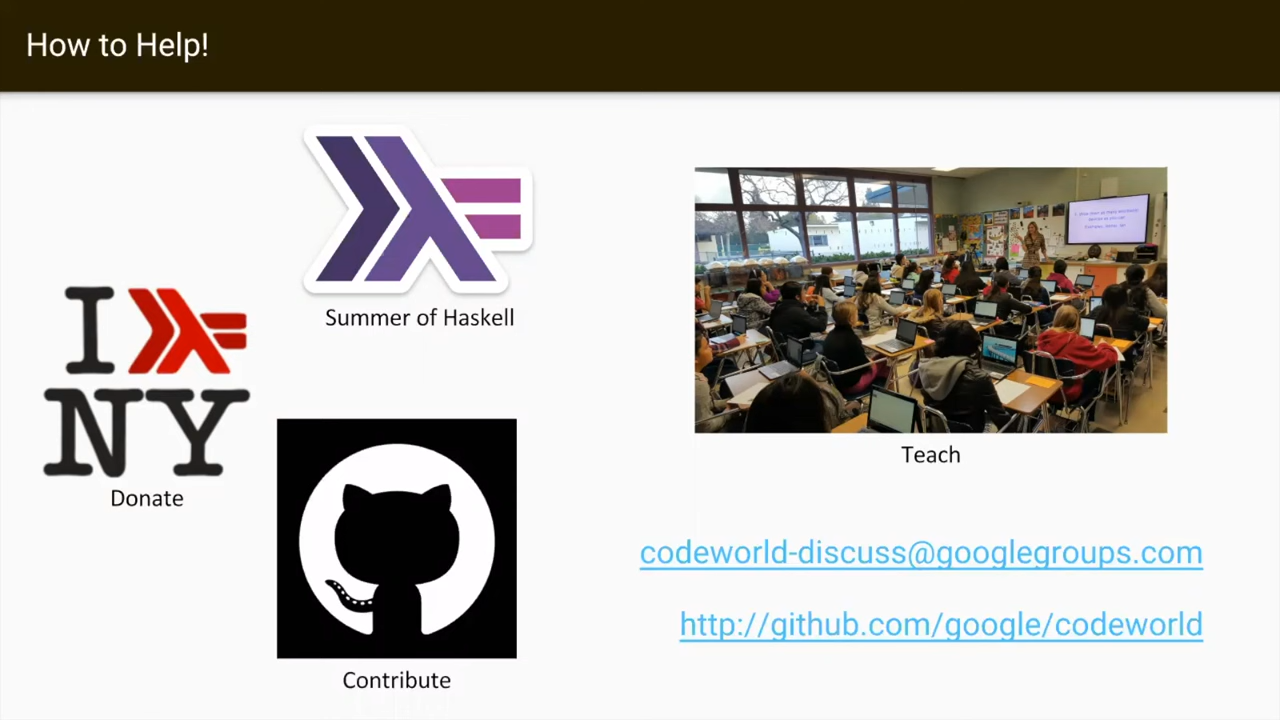 How to Help!
Summer of Haskell
I
NY
Donate
Contribute
Teach
codeworld-discuss@googlegroups.com
http://github.com/google/codeworld